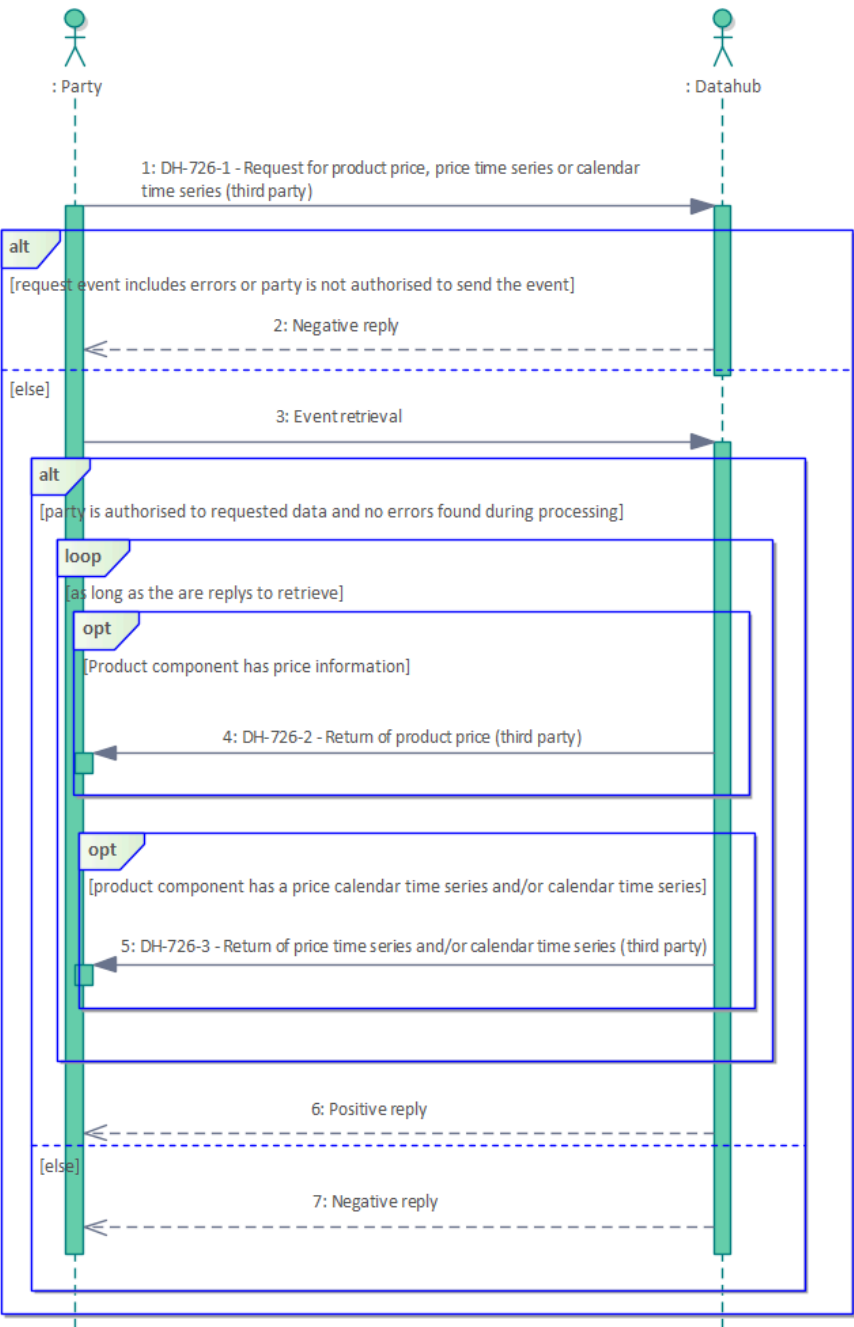 : Party
: Datahub
1: DH-726-1 - Request for product price, price time series or calendar
time series (third party)
alt
[request event includes errors or party is not authorised to send the event]
2: Negative reply
[else]
3: Event retrieval
alt
[party is authorised to requested data and no errors found during processing]
loop
[as long as the are replys to retrieve]
opt
[Product component has price information]
4: DH-726-2 - Return of product price (third party)
opt
[product component has a price calendar time series and/or calendar time series]
5: DH-726-3 - Return of price time series and/or calendar time series (third party)
6: Positive reply
[else]
7: Negative reply